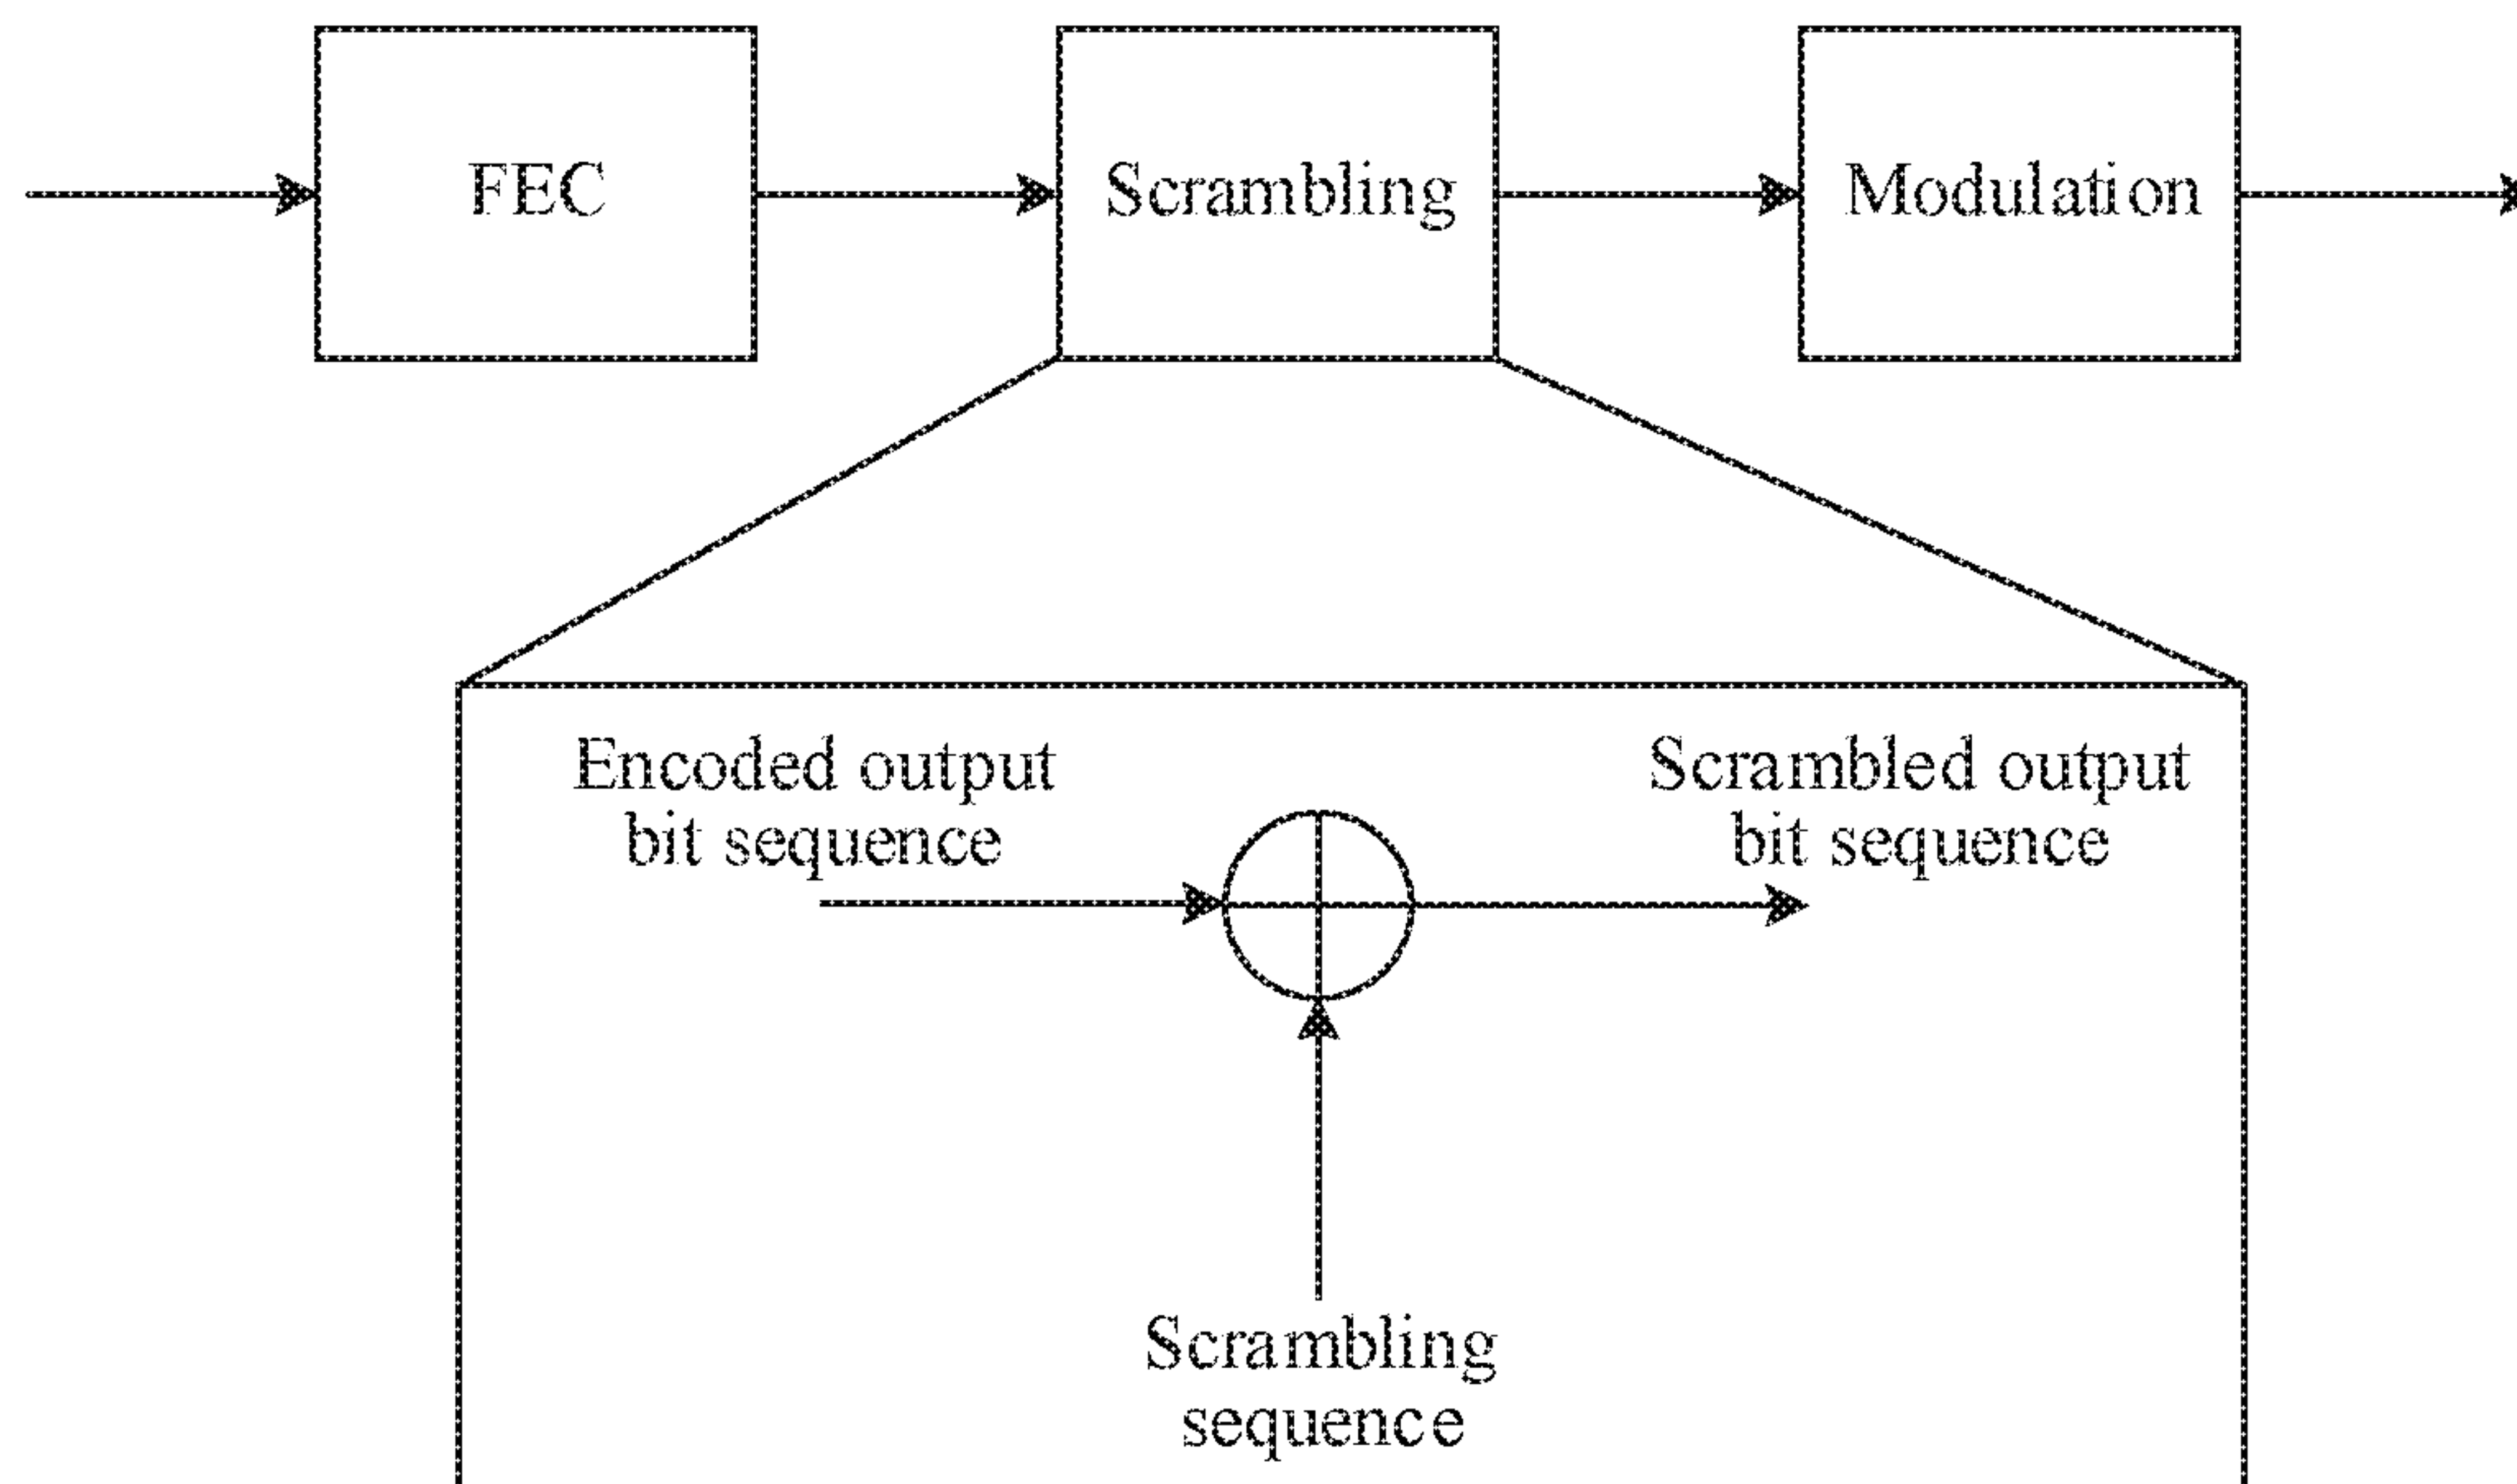 FEC
Scrambling
Modulation
Encoded output
bit sequence
Scrambled output
bit sequence
Scrambling
sequence